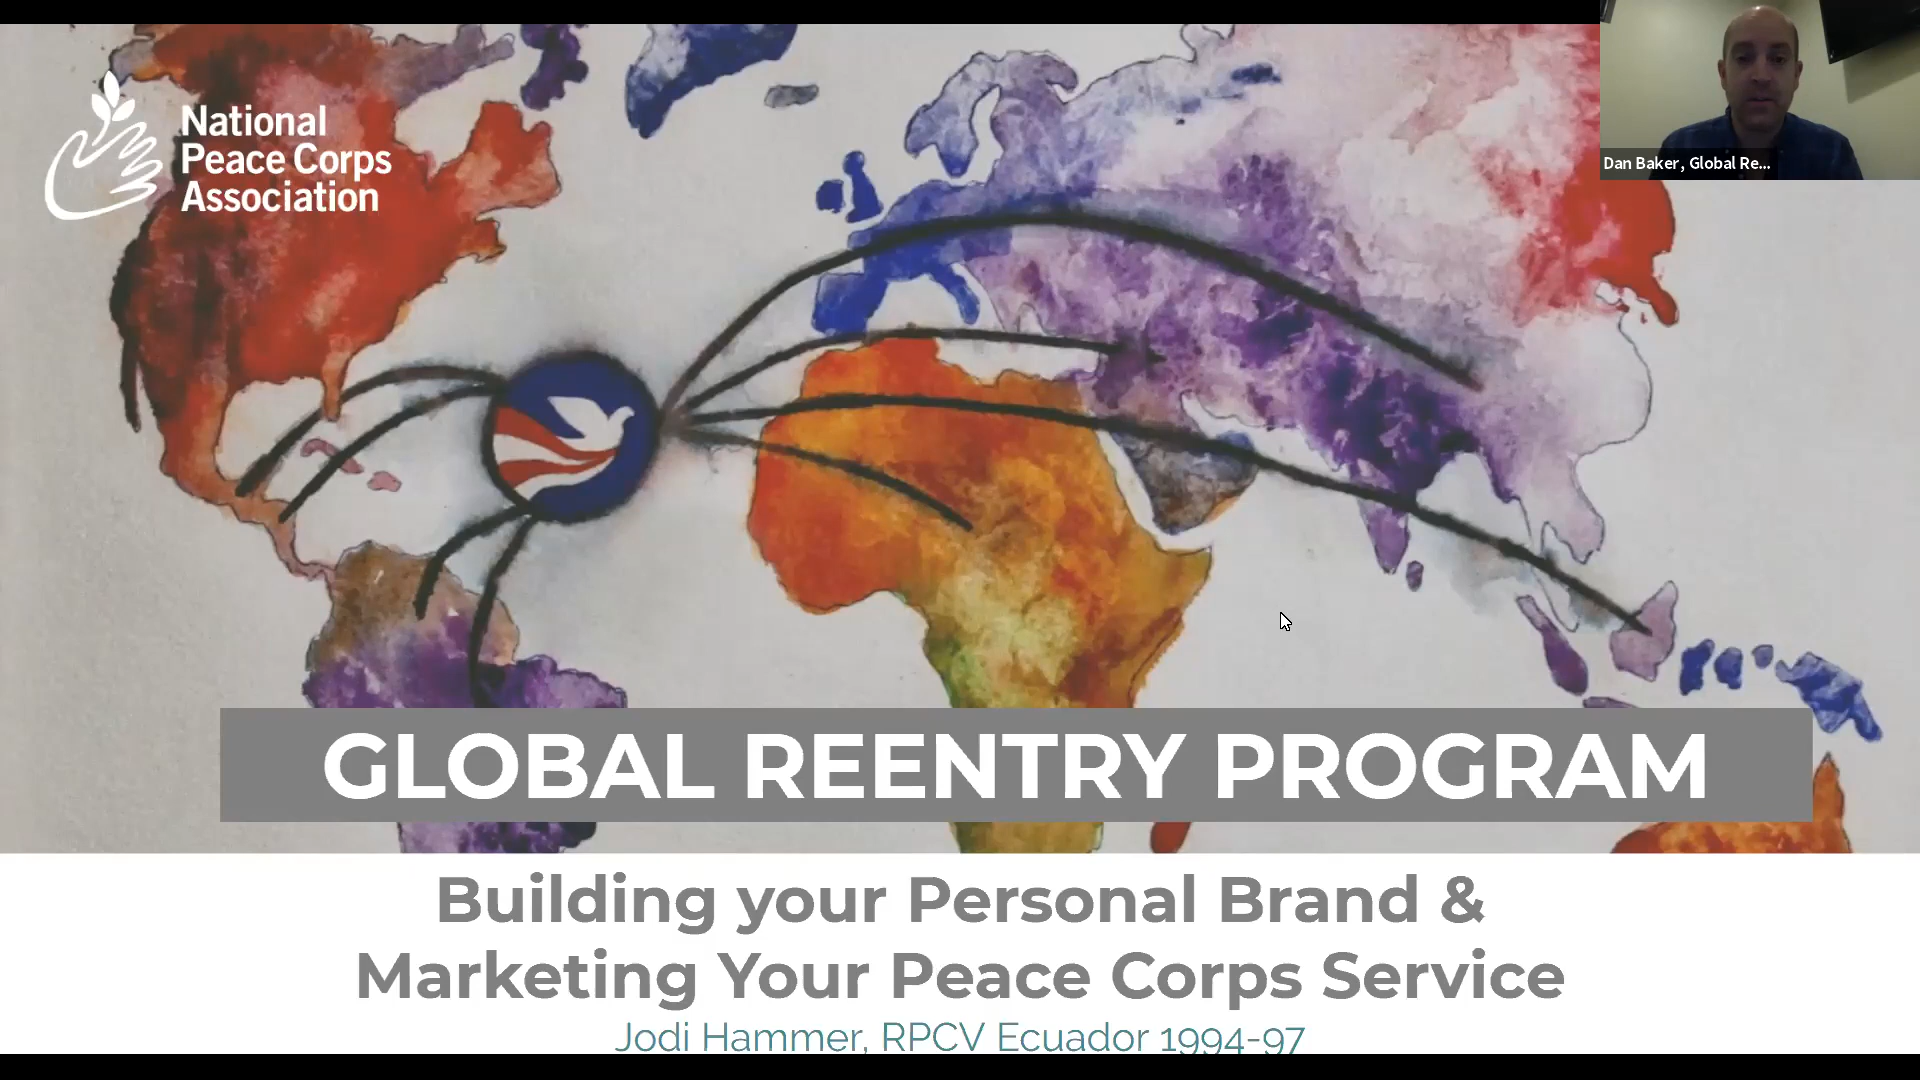 National
Peace Corps
Association
Dan Baker, Global Re...
GLOBAL REENTRY PROGRAM
Building your Personal Brand &
Marketing Your Peace Corps Service
Jodi Hammer, RPCV Ecuador 1994-97